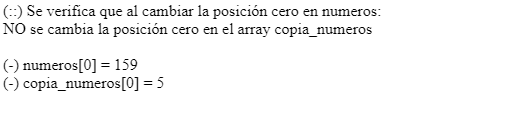 (::) Se verifica que al cambiar la posición cero en numeros:
NO se cambia la posición cero en el array copia_numeros
(-) numeros[0] = 159
(-) copia_numeros[0] = 5